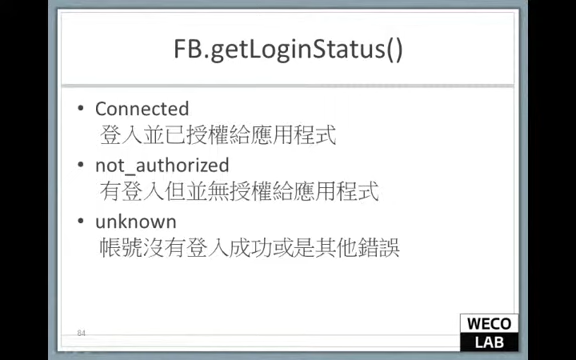 FB.getLoginStatus()
• Connected
登入並已授權給應用程式
• not_authorized
有登入但並無授權給應用程式
• unknown
帳號沒有登入成功或是其他錯誤
84
WECO
LAB